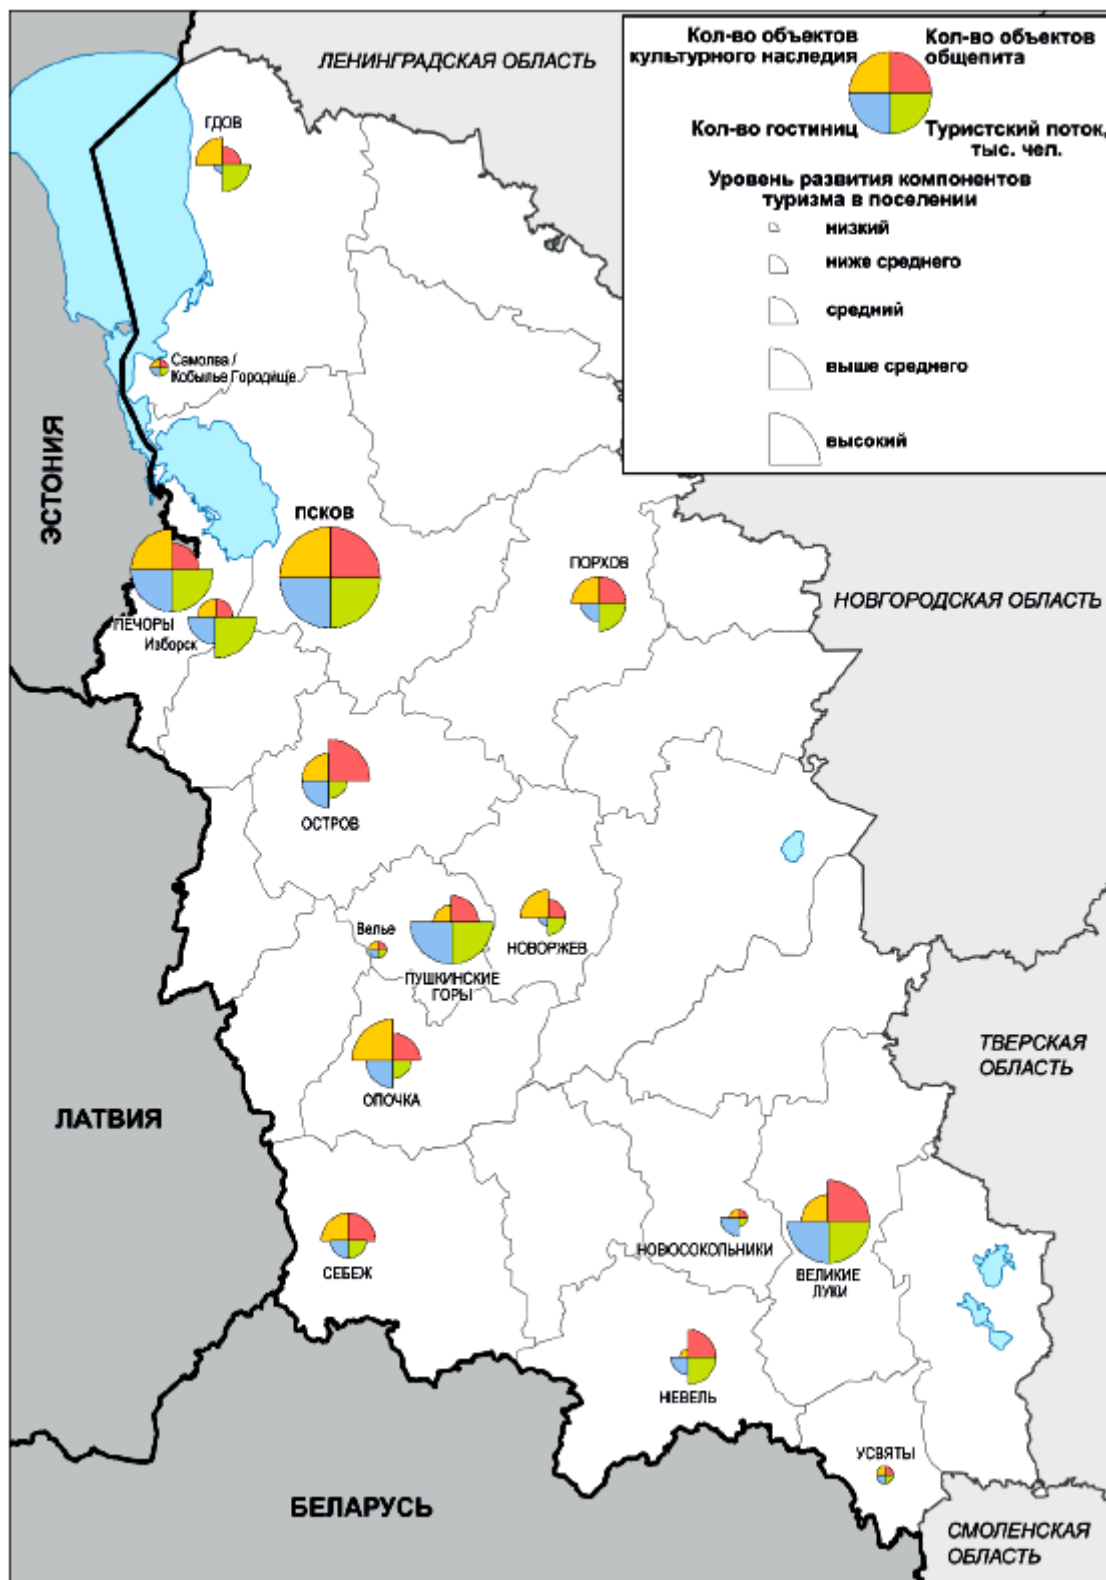 ЛЕНИНГРАДСКАЯ ОБЛАСТЬ
Кол-во объектов
культурного наследия
Кол-во объектов
общепита
Кол-во гостиниц
Туристский поток,
тыс. чел.
Уровень развития компонентов
туризма в поселении
низкий
ниже среднего
средний
выше среднего
высокий
ГДОВ
Самолва /
Кобылье Городище
ЭСТОНИЯ
ПСКОВ
ПОРХОВ
НОВГОРОДСКАЯ ОБЛАСТЬ
ПЕЧОРЫ
Изборск
ОСТРОВ
Велье
ПУШКИНСКИЕ
ГОРЫ
НОВОРЖЕВ
ТВЕРСКАЯ
ОБЛАСТЬ
ОПОЧКА
ЛАТВИЯ
СЕБЕЖ
НОВОСОКОЛЬНИКИ
ВЕЛИКИЕ
ЛУКИ
НЕВЕЛЬ
УСВЯТЫ
БЕЛАРУСЬ
СМОЛЕНСКАЯ
ОБЛАСТЬ